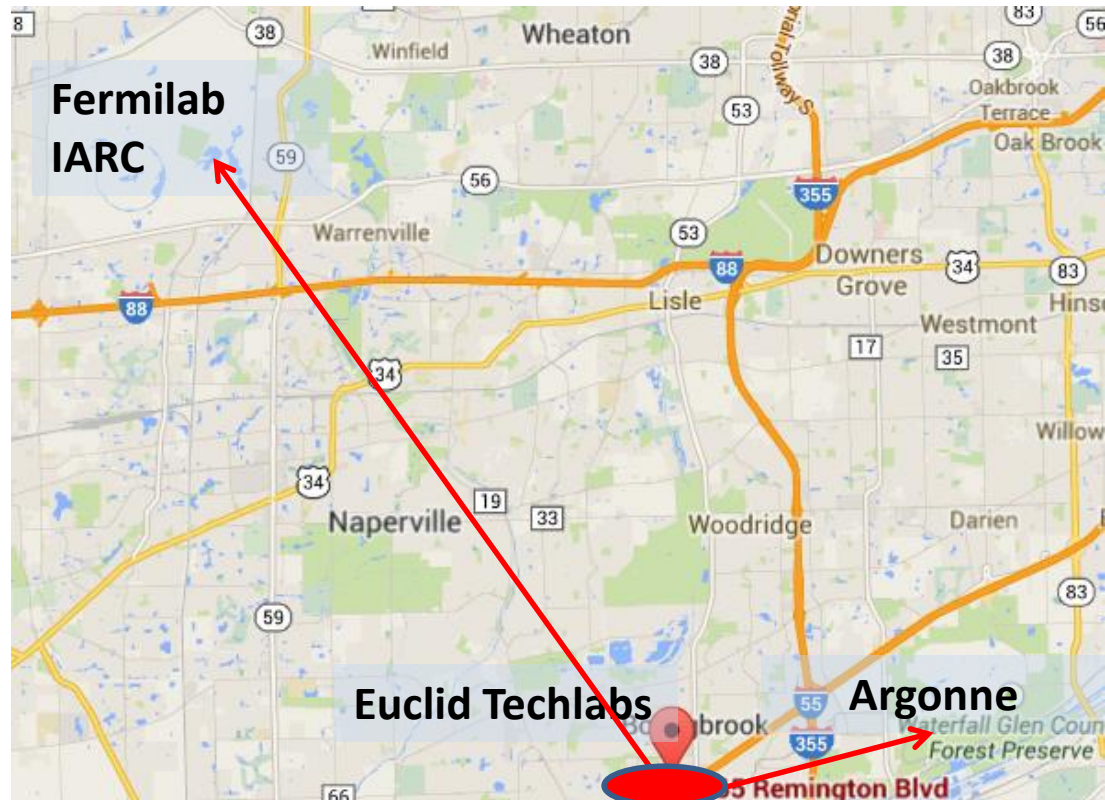 8
38
Winfield
Wheaton
38
83
56
38
Oakbrook
Terrace
Oak Brook
Fermilab
IARC
53
59
56
355
Warrenville
53
88
Downers
Grove
34
83
88
Lisle
Westmont
17
35
34
34
19
33
Naperville
Woodridge
Darien
83
59
Euclid Techlabs
55
Argonne
355
Forest Preserve
66
Remington Blvd